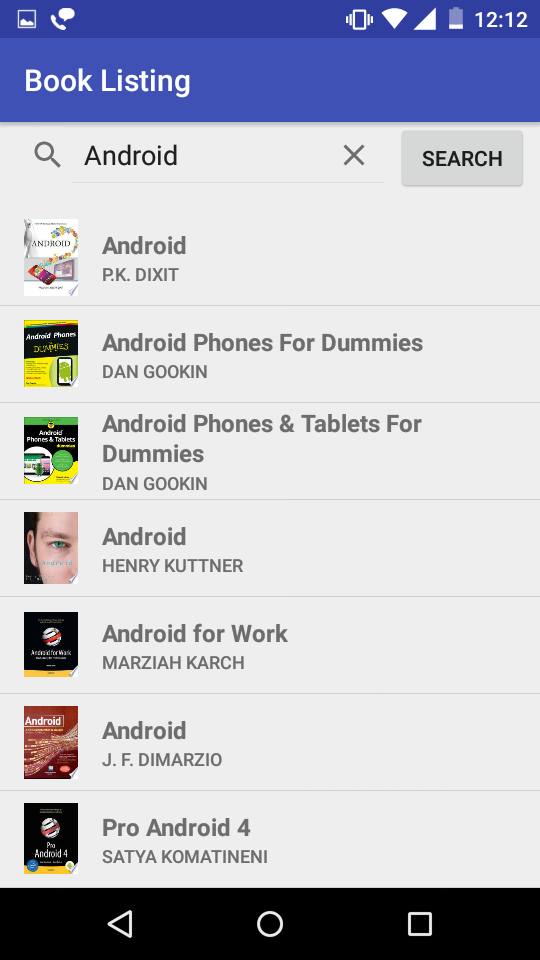 12:12
Book Listing
Android
SEARCH
ANDROID
Android
P.K. DIXIT
Android Phones
DUMMIES
Android Phones For Dummies
DAN GOOKIN
Android
Phones & Tablets
dummies
Android Phones & Tablets For
Dummies
DAN GOOKIN
Android
HENRY KUTTNER
Android for Work
Android for Work
MARZIAH KARCH
Android
Android
J. F. DIMARZIO
Pro
Android 4
Pro Android 4
SATYA KOMATINENI